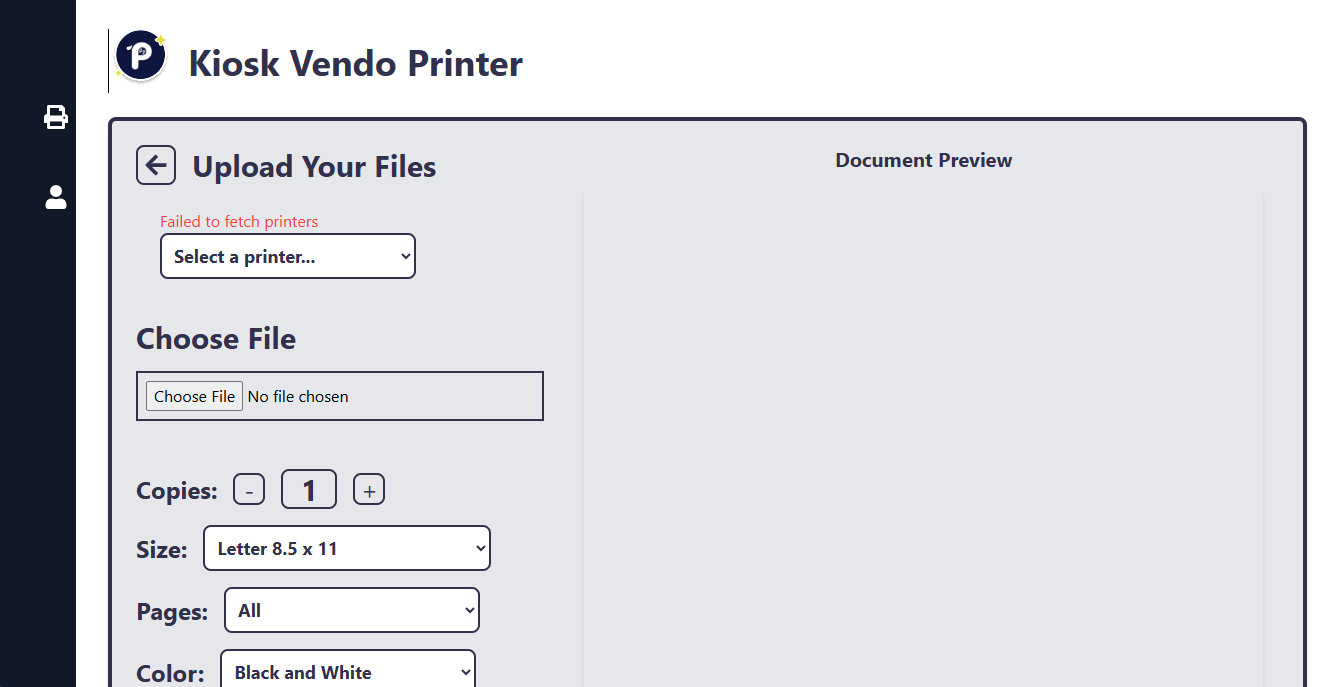 P
Kiosk Vendo Printer
Upload Your Files
Document Preview
Failed to fetch printers
Select a printer...
Choose File
Choose File No file chosen
Copies: - 1 +
Size: Letter 8.5 x 11
Pages: All
Color: Black and White